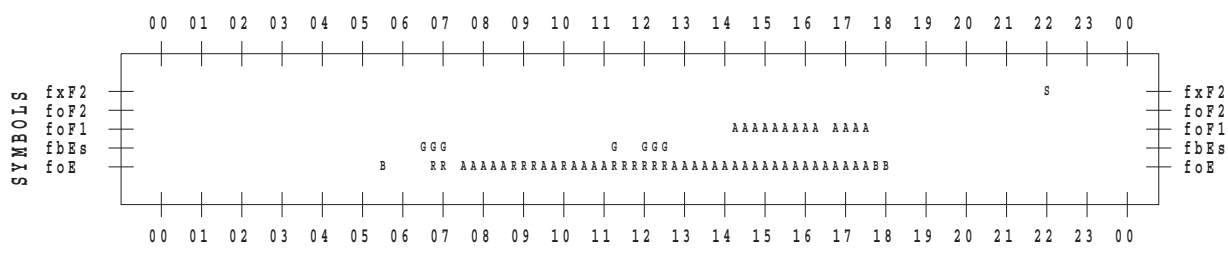 00 01 02 03 04 05 06 07 08 09 10 11 12 13 14 15 16 17 18 19 20 21 22 23 00
SYMBOLS
fxF2 S fxF2
foF2 foF2
foF1 AAAAAAAAA AAAA foF1
fbEs GGG G GGG fbEs
foE B RR AAAAARRRAARAAAARRRRRRAAAAAAAAAAAAAAAAAAAABB foE
00 01 02 03 04 05 06 07 08 09 10 11 12 13 14 15 16 17 18 19 20 21 22 23 00